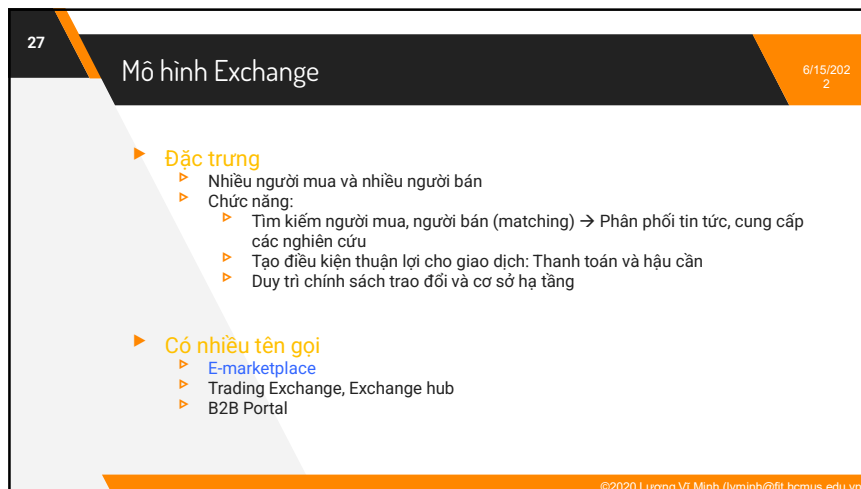 27
Mô hình Exchange
6/15/202
2
Đặc trưng
Nhiều người mua và nhiều người bán
Chức năng:
Tìm kiếm người mua, người bán (matching) → Phân phối tin tức, cung cấp
các nghiên cứu
Tạo điều kiện thuận lợi cho giao dịch: Thanh toán và hậu cần
Duy trì chính sách trao đổi và cơ sở hạ tầng
Có nhiều tên gọi
E-marketplace
Trading Exchange, Exchange hub
B2B Portal
©2020 Lương Vĩ Minh (lvminh@fit.hcmus.edu.vn